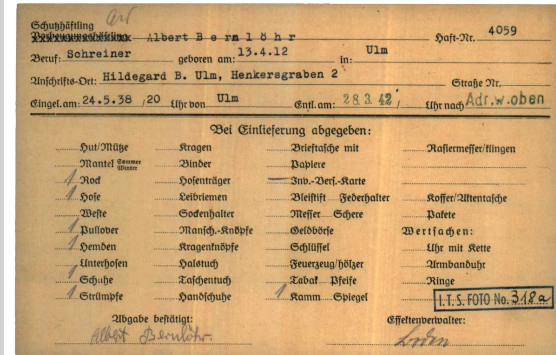 Schutzhäftling
Albert Bernlöhr Haft-Nr. 4059
Beruf: Schreiner geboren am: 13.4.12 in: Ulm
Anschrifts-Ort: Hildegard B. Ulm, Henkersgraben 2 Straße Nr.
Eingel. am: 24.5.38 /20 Uhr von Ulm Entl. am: 28.3.42/ Uhr nach Adr.w.oben
Bei Einlieferung abgegeben:
Hut/Mütze Kragen Brieftasche mit Rasiermesser/klingen
Mantel Sommer Winter Binder Papiere
1 Rock Hosenträger — Inv.-Vers.-Karte
1 Hose Leibriemen Bleistift Federhalter Koffer/Aktentasche
Weste Sockenhalter Messer Schere Pakete
1 Pullover Mansch.-Knöpfe Geldbörse Wertsachen:
1 Hemden Kragenknöpfe Schlüssel Uhr mit Kette
Unterhosen Halstuch Feuerzeug/hölzer Armbanduhr
1 Schuhe Taschentuch Tabak Pfeife Ringe
1 Strümpfe Handschuhe 1 Kamm Spiegel I.T.S. FOTO No. 318a
Abgabe bestätigt: Effektenverwalter:
Albert Bernlöhr.